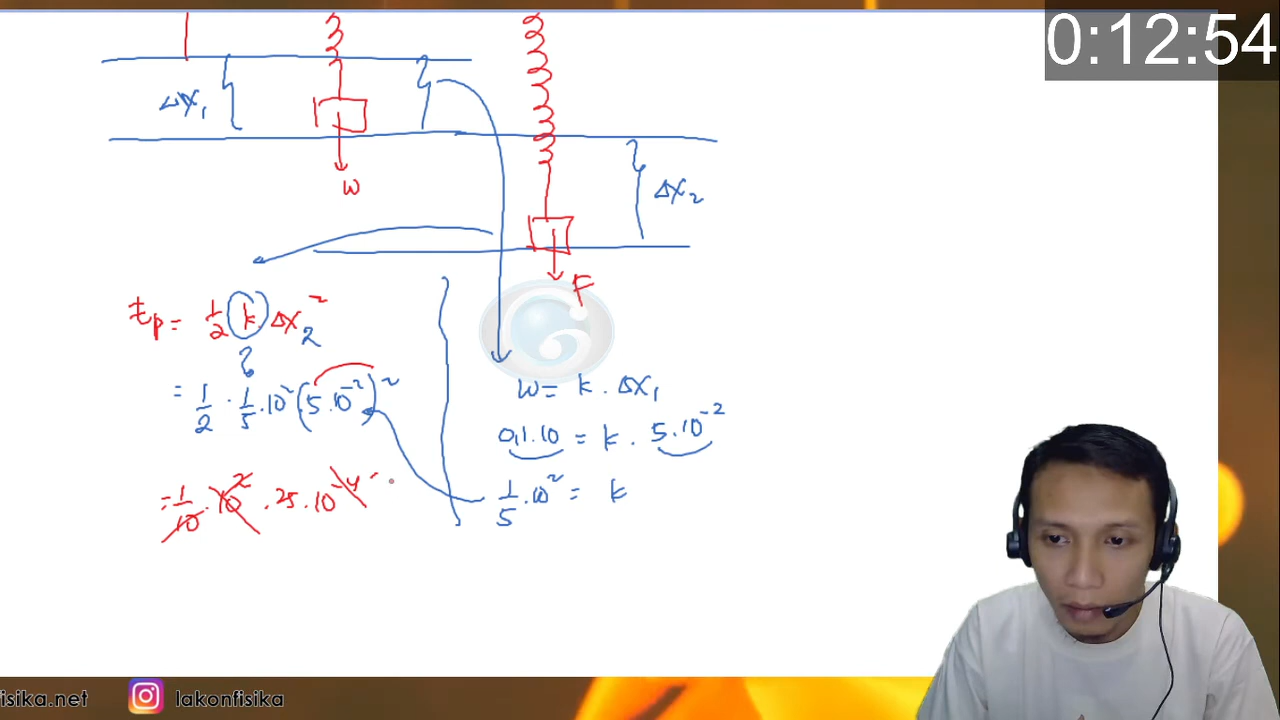 0:12:54
Δx₁
W
Δx₂
F
Ep = 1/2 k Δx₂²
= 1/2 · 1/5 · 10² (5 · 10⁻²)²
= 1/10 · 10² · 25 · 10⁻⁴
W = k . Δx₁
0,1.10 = k . 5.10⁻²
1/5 . 10² = k
isika.net
lakonfisika